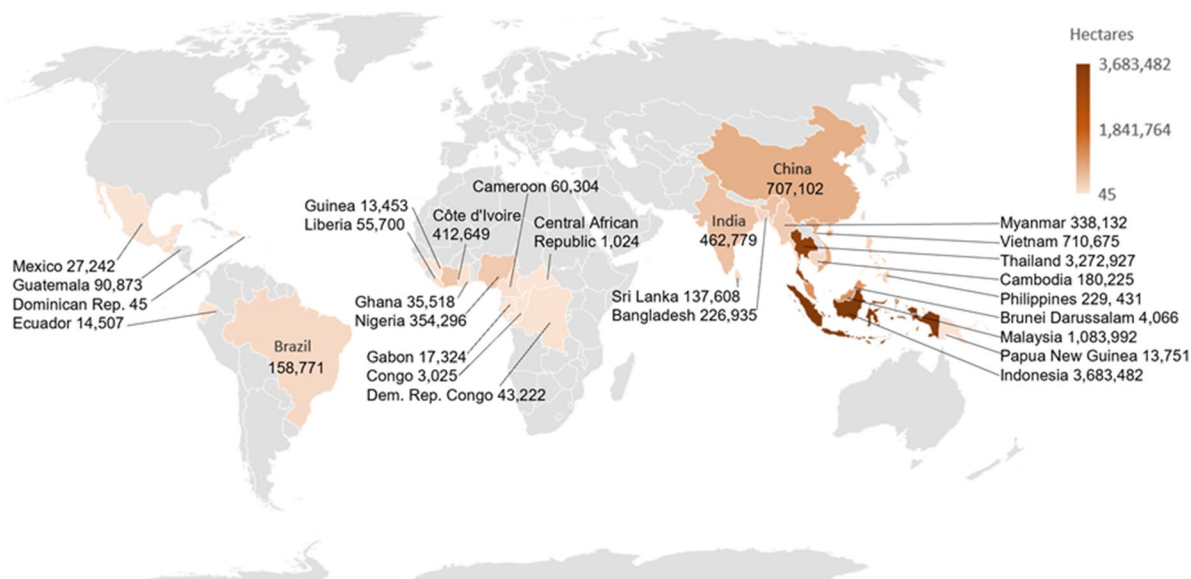 Hectares
3,683,482
1,841,764
45
China
707,102
India
462,779
Cameroon 60,304
Guinea 13,453
Liberia 55,700
Côte d'Ivoire
412,649
Central African
Republic 1,024
Myanmar 338,132
Vietnam 710,675
Thailand 3,272,927
Cambodia 180,225
Philippines 229, 431
Brunei Darussalam 4,066
Malaysia 1,083,992
Papua New Guinea 13,751
Indonesia 3,683,482
Mexico 27,242
Guatemala 90,873
Dominican Rep. 45
Ecuador 14,507
Ghana 35,518
Nigeria 354,296
Sri Lanka 137,608
Bangladesh 226,935
Brazil
158,771
Gabon 17,324
Congo 3,025
Dem. Rep. Congo 43,222